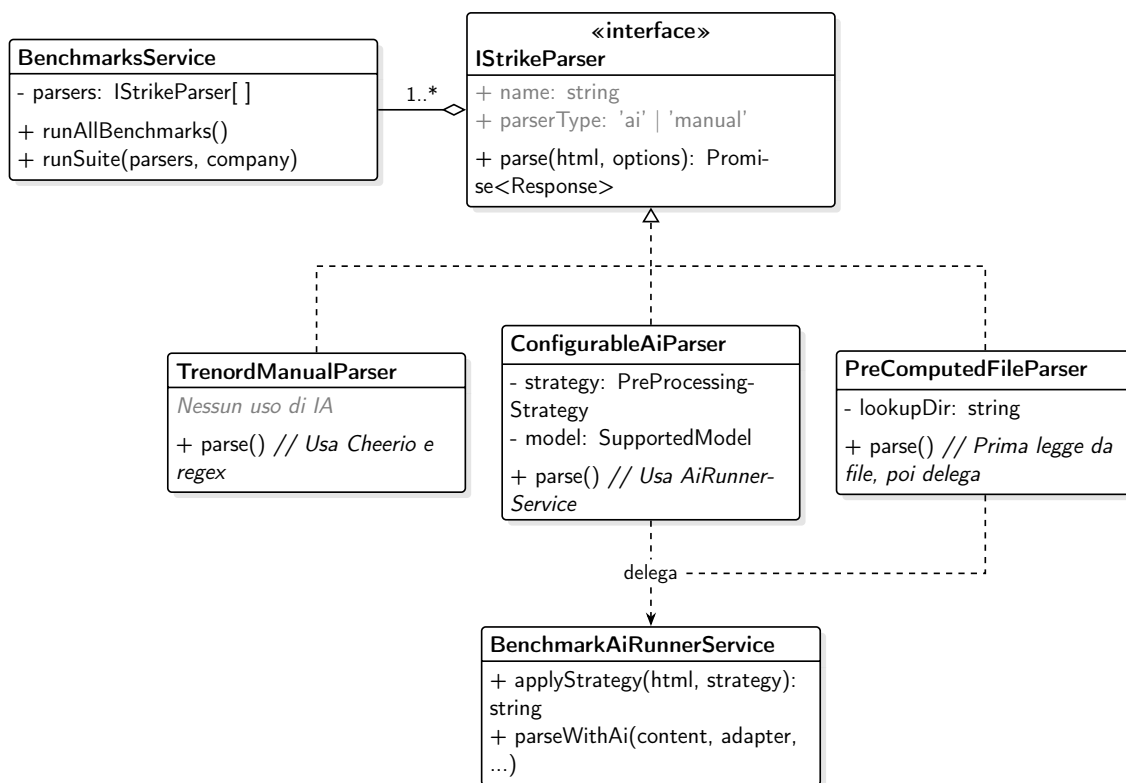 BenchmarksService
- parsers: IStrikeParser[ ]
+ runAllBenchmarks()
+ runSuite(parsers, company)
1..*
«interface»
IStrikeParser
+ name: string
+ parserType: 'ai' | 'manual'
+ parse(html, options): Promi-
se<Response>
TrenordManualParser
Nessun uso di IA
+ parse() // Usa Cheerio e
regex
ConfigurableAiParser
- strategy: PreProcessing-
Strategy
- model: SupportedModel
+ parse() // Usa AiRunner-
Service
PreComputedFileParser
- lookupDir: string
+ parse() // Prima legge da
file, poi delega
delega
BenchmarkAiRunnerService
+ applyStrategy(html, strategy):
string
+ parseWithAi(content, adapter,
...)